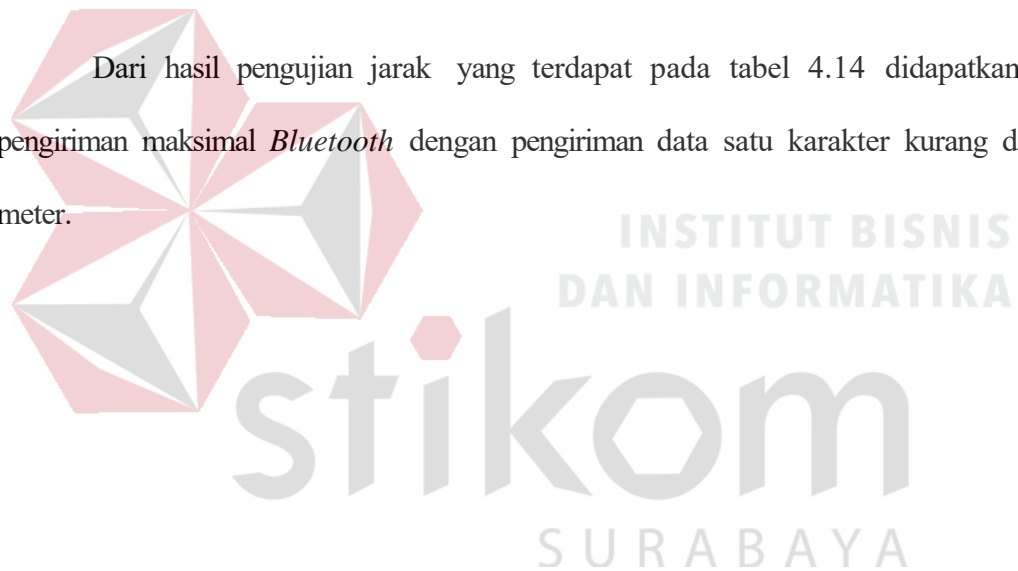 Dari hasil pengujian jarak yang terdapat pada tabel 4.14 didapatkan
pengiriman maksimal Bluetooth dengan pengiriman data satu karakter kurang d
meter.
INSTITUT BISNIS
DAN INFORMATIKA
stikom
SURABAYA